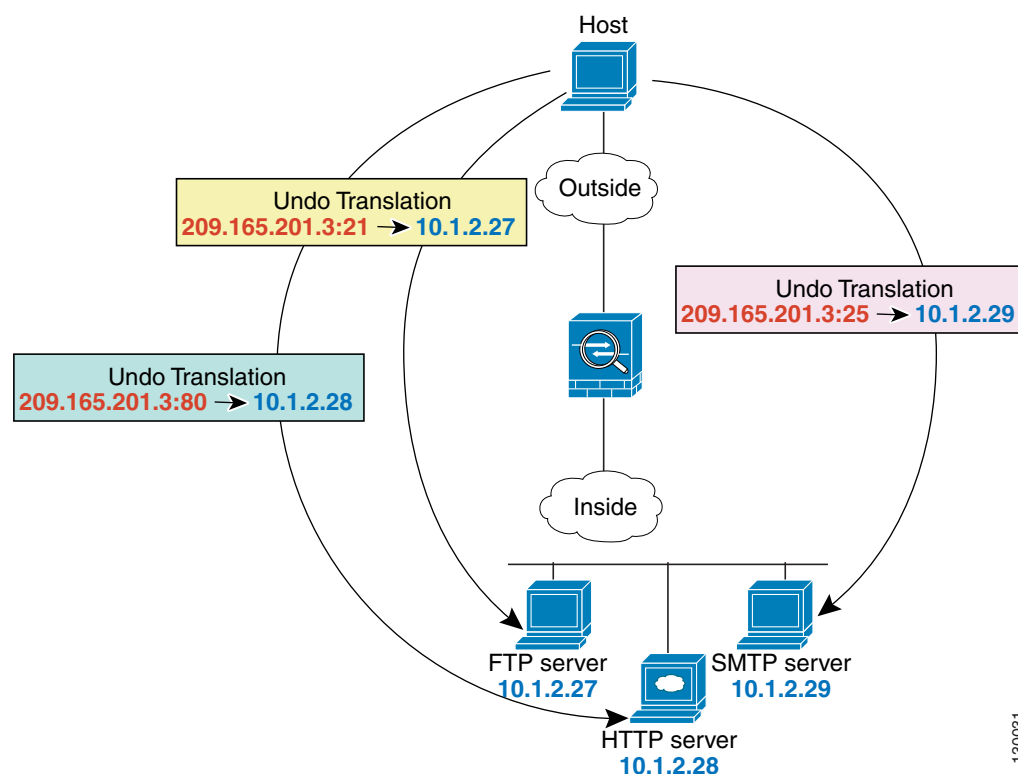 Host
Outside
Undo Translation
209.165.201.3:21 → 10.1.2.27
Undo Translation
209.165.201.3:25 → 10.1.2.29
Undo Translation
209.165.201.3:80 → 10.1.2.28
Inside
FTP server
10.1.2.27
SMTP server
10.1.2.29
HTTP server
10.1.2.28
130031